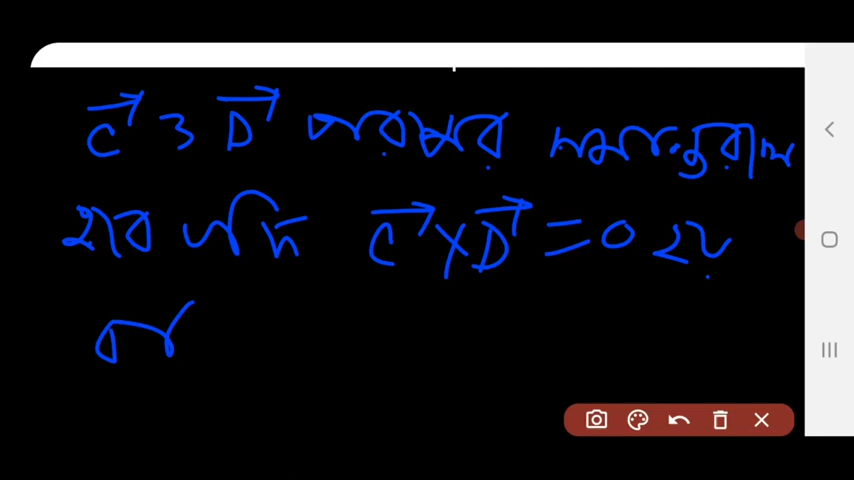 C⃗ ও D⃗ পরস্পর সমান্তরাল
হবে যদি C⃗ × D⃗ = 0 হয়